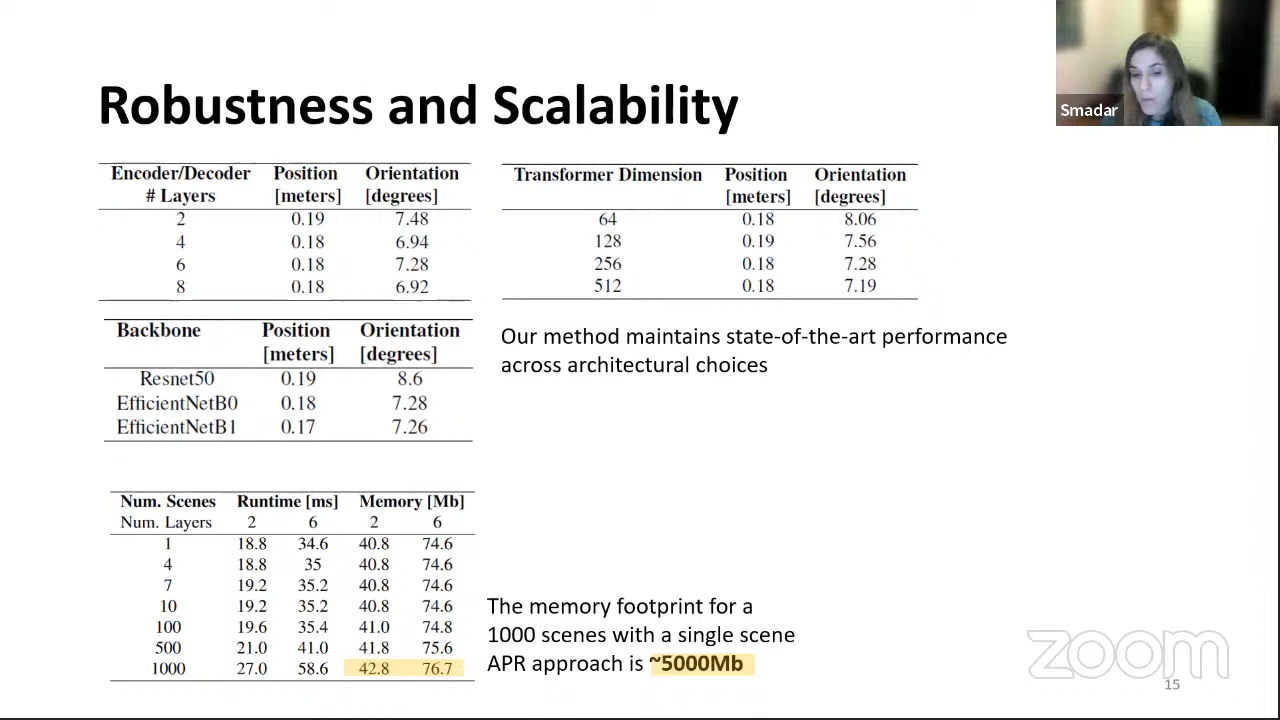 Robustness and Scalability
Smadar
Encoder/Decoder Position Orientation
# Layers [meters] [degrees]
2 0.19 7.48
4 0.18 6.94
6 0.18 7.28
8 0.18 6.92
Transformer Dimension Position Orientation
[meters] [degrees]
64 0.18 8.06
128 0.19 7.56
256 0.18 7.28
512 0.18 7.19
Backbone Position Orientation
[meters] [degrees]
Resnet50 0.19 8.6
EfficientNetB0 0.18 7.28
EfficientNetB1 0.17 7.26
Our method maintains state-of-the-art performance
across architectural choices
Num. Scenes Runtime [ms] Memory [Mb]
Num. Layers 2 6 2 6
1 18.8 34.6 40.8 74.6
4 18.8 35 40.8 74.6
7 19.2 35.2 40.8 74.6
10 19.2 35.2 40.8 74.6
100 19.6 35.4 41.0 74.8
500 21.0 41.0 41.8 75.6
1000 27.0 58.6 42.8 76.7
The memory footprint for a
1000 scenes with a single scene
APR approach is ~5000Mb
zoom
15